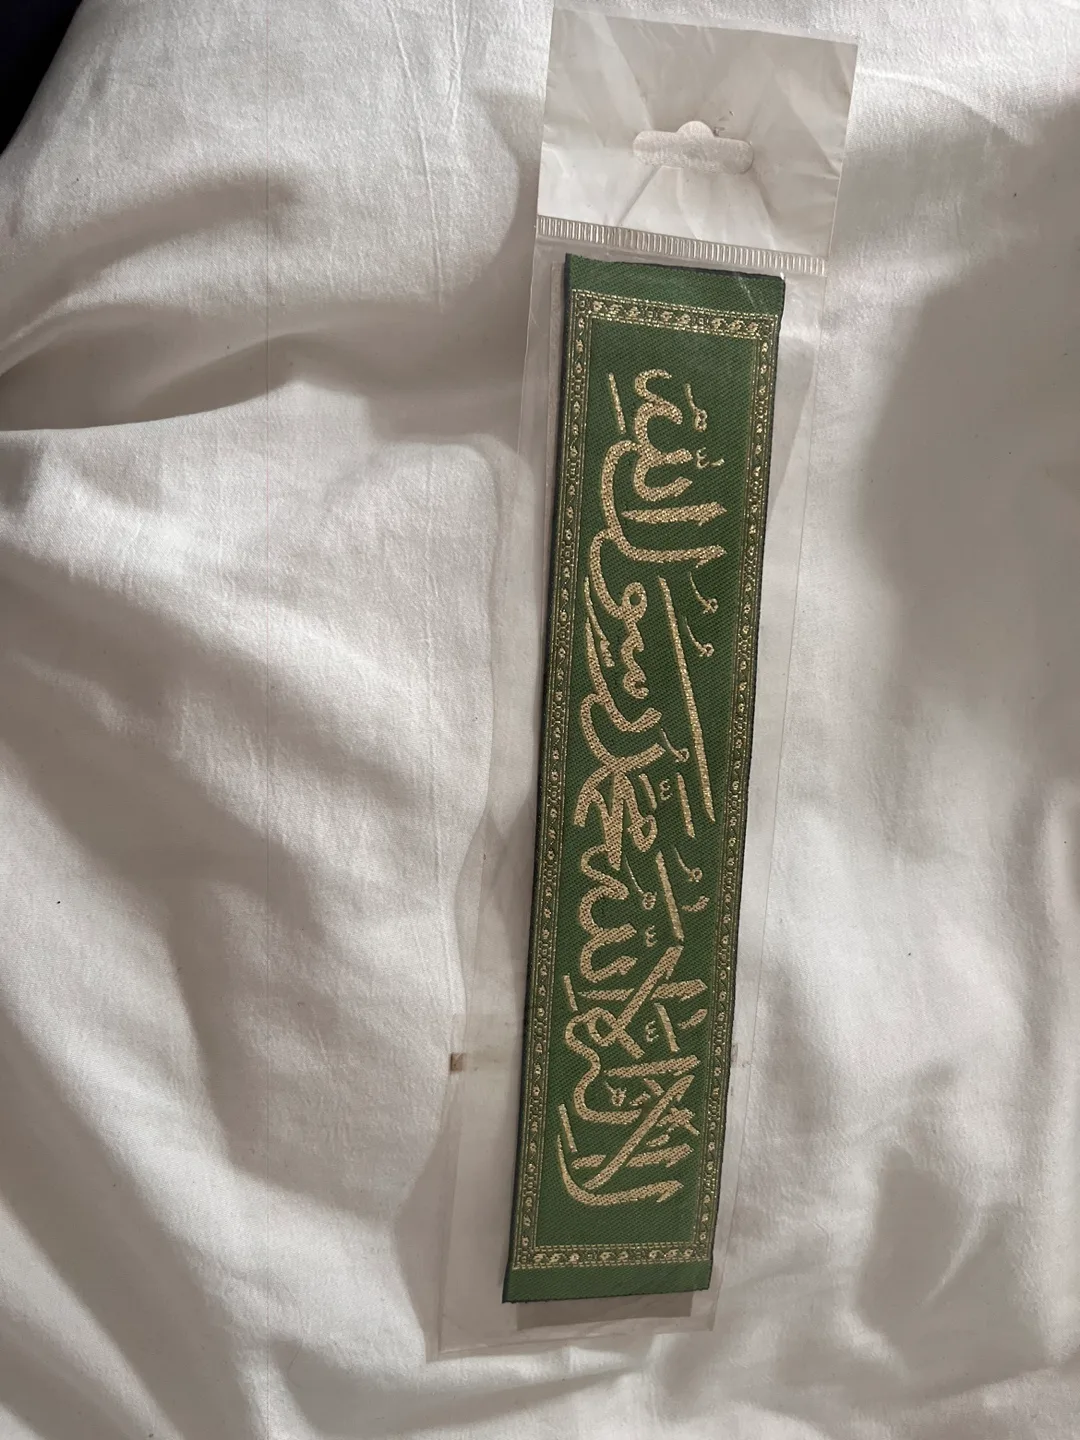 لا إله إلا الله محمد رسول الله